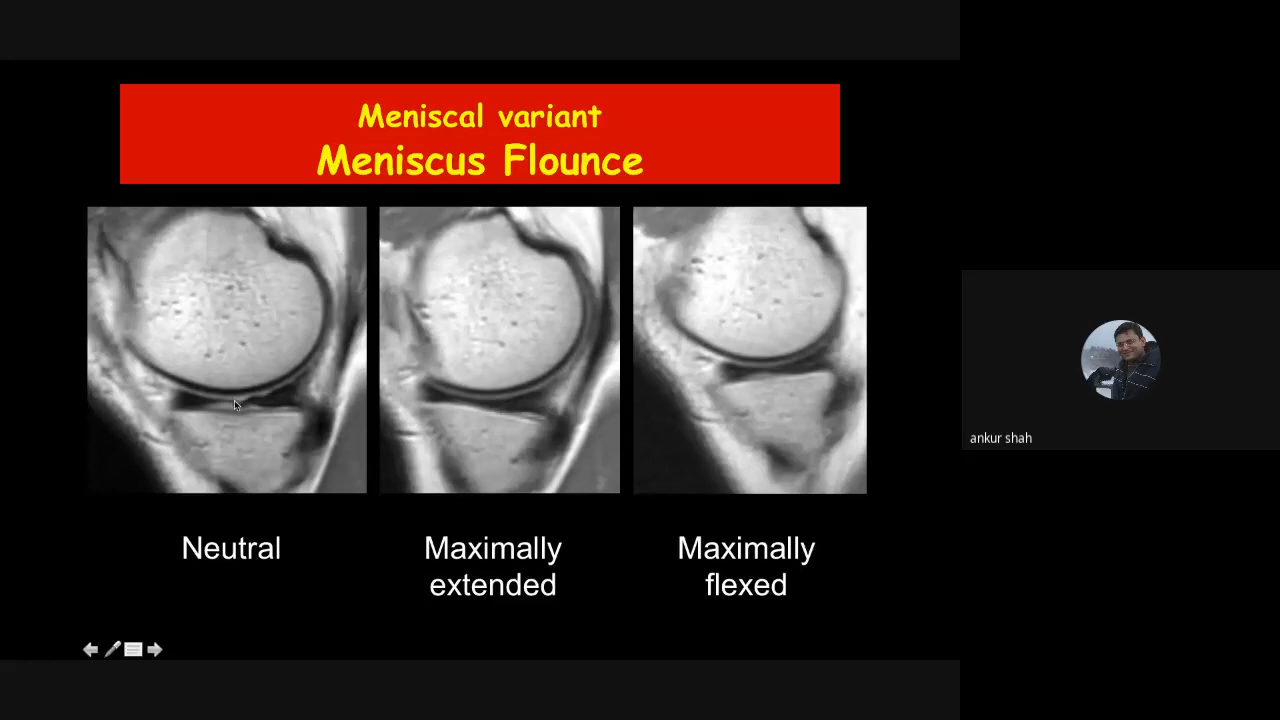 Meniscal variant
Meniscus Flounce
Neutral
Maximally
extended
Maximally
flexed
ankur shah